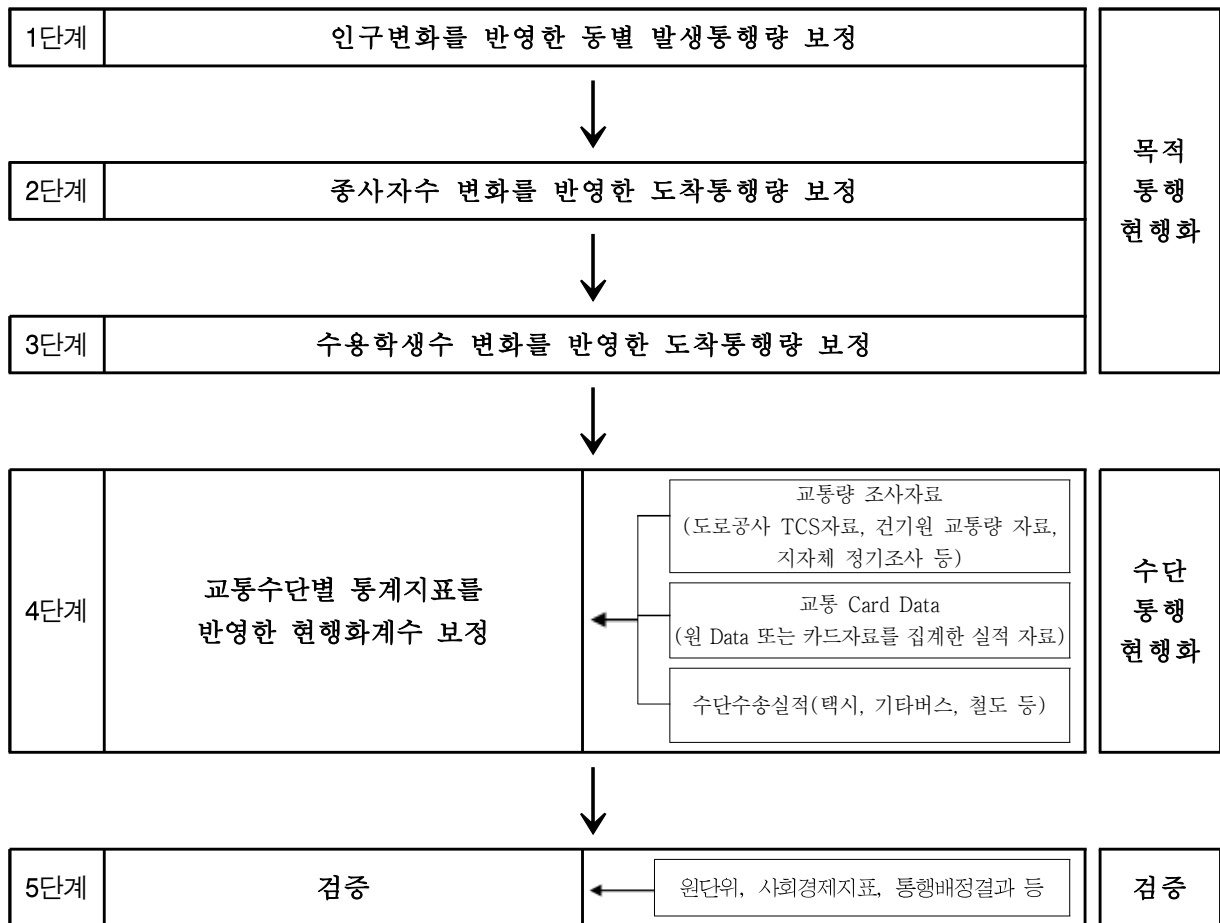 1단계
인구변화를 반영한 동별 발생통행량 보정
2단계
종사자수 변화를 반영한 도착통행량 보정
3단계
수용학생수 변화를 반영한 도착통행량 보정
목적
통행
현행화
4단계
교통수단별 통계지표를
반영한 현행화계수 보정
교통량 조사자료
(도로공사 TCS자료, 건기원 교통량 자료,
지자체 정기조사 등)
교통 Card Data
(원 Data 또는 카드자료를 집계한 실적 자료)
수단수송실적(택시, 기타버스, 철도 등)
수단
통행
현행화
5단계
검증
원단위, 사회경제지표, 통행배정결과 등
검증